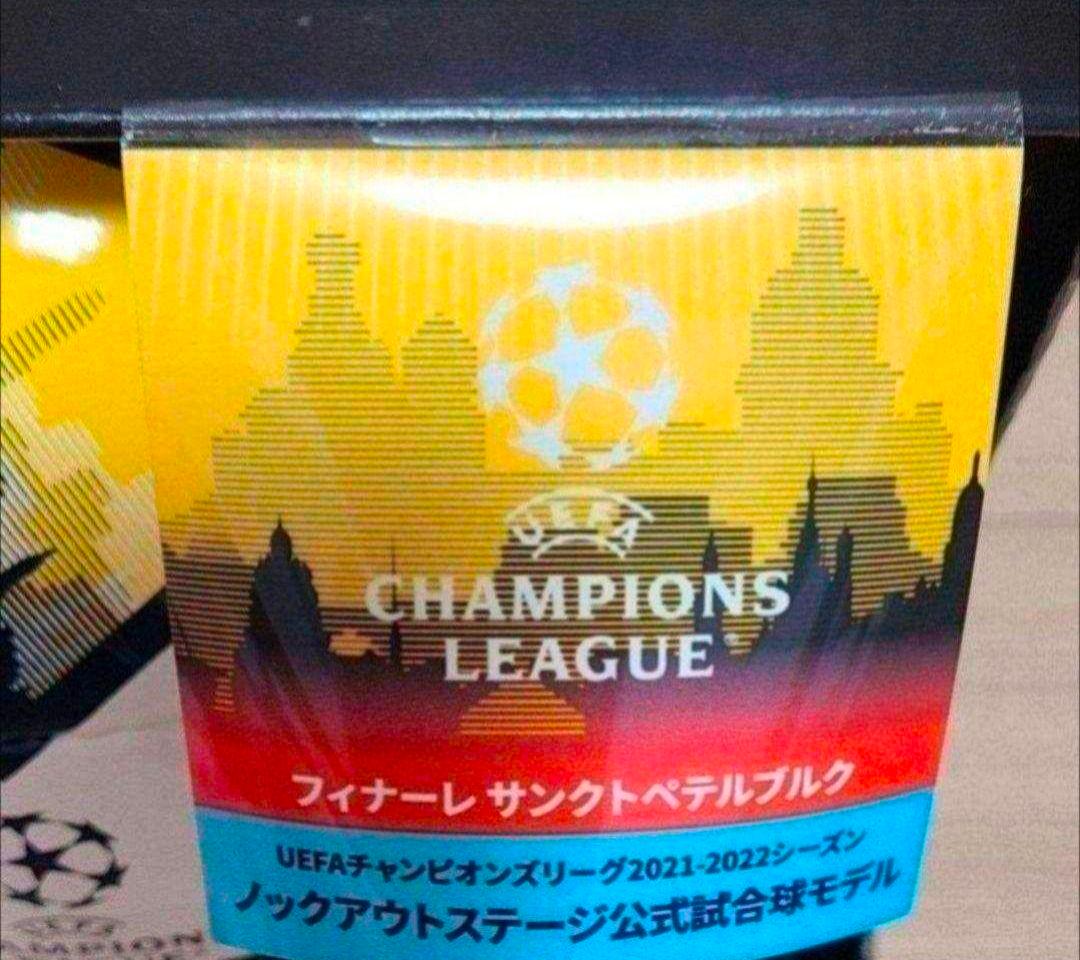 UEFA
CHAMPIONS
LEAGUE
フィナーレ サンクトペテルブルク
UEFAチャンピオンズリーグ2021-2022シーズン
ノックアウトステージ公式試合球モデル